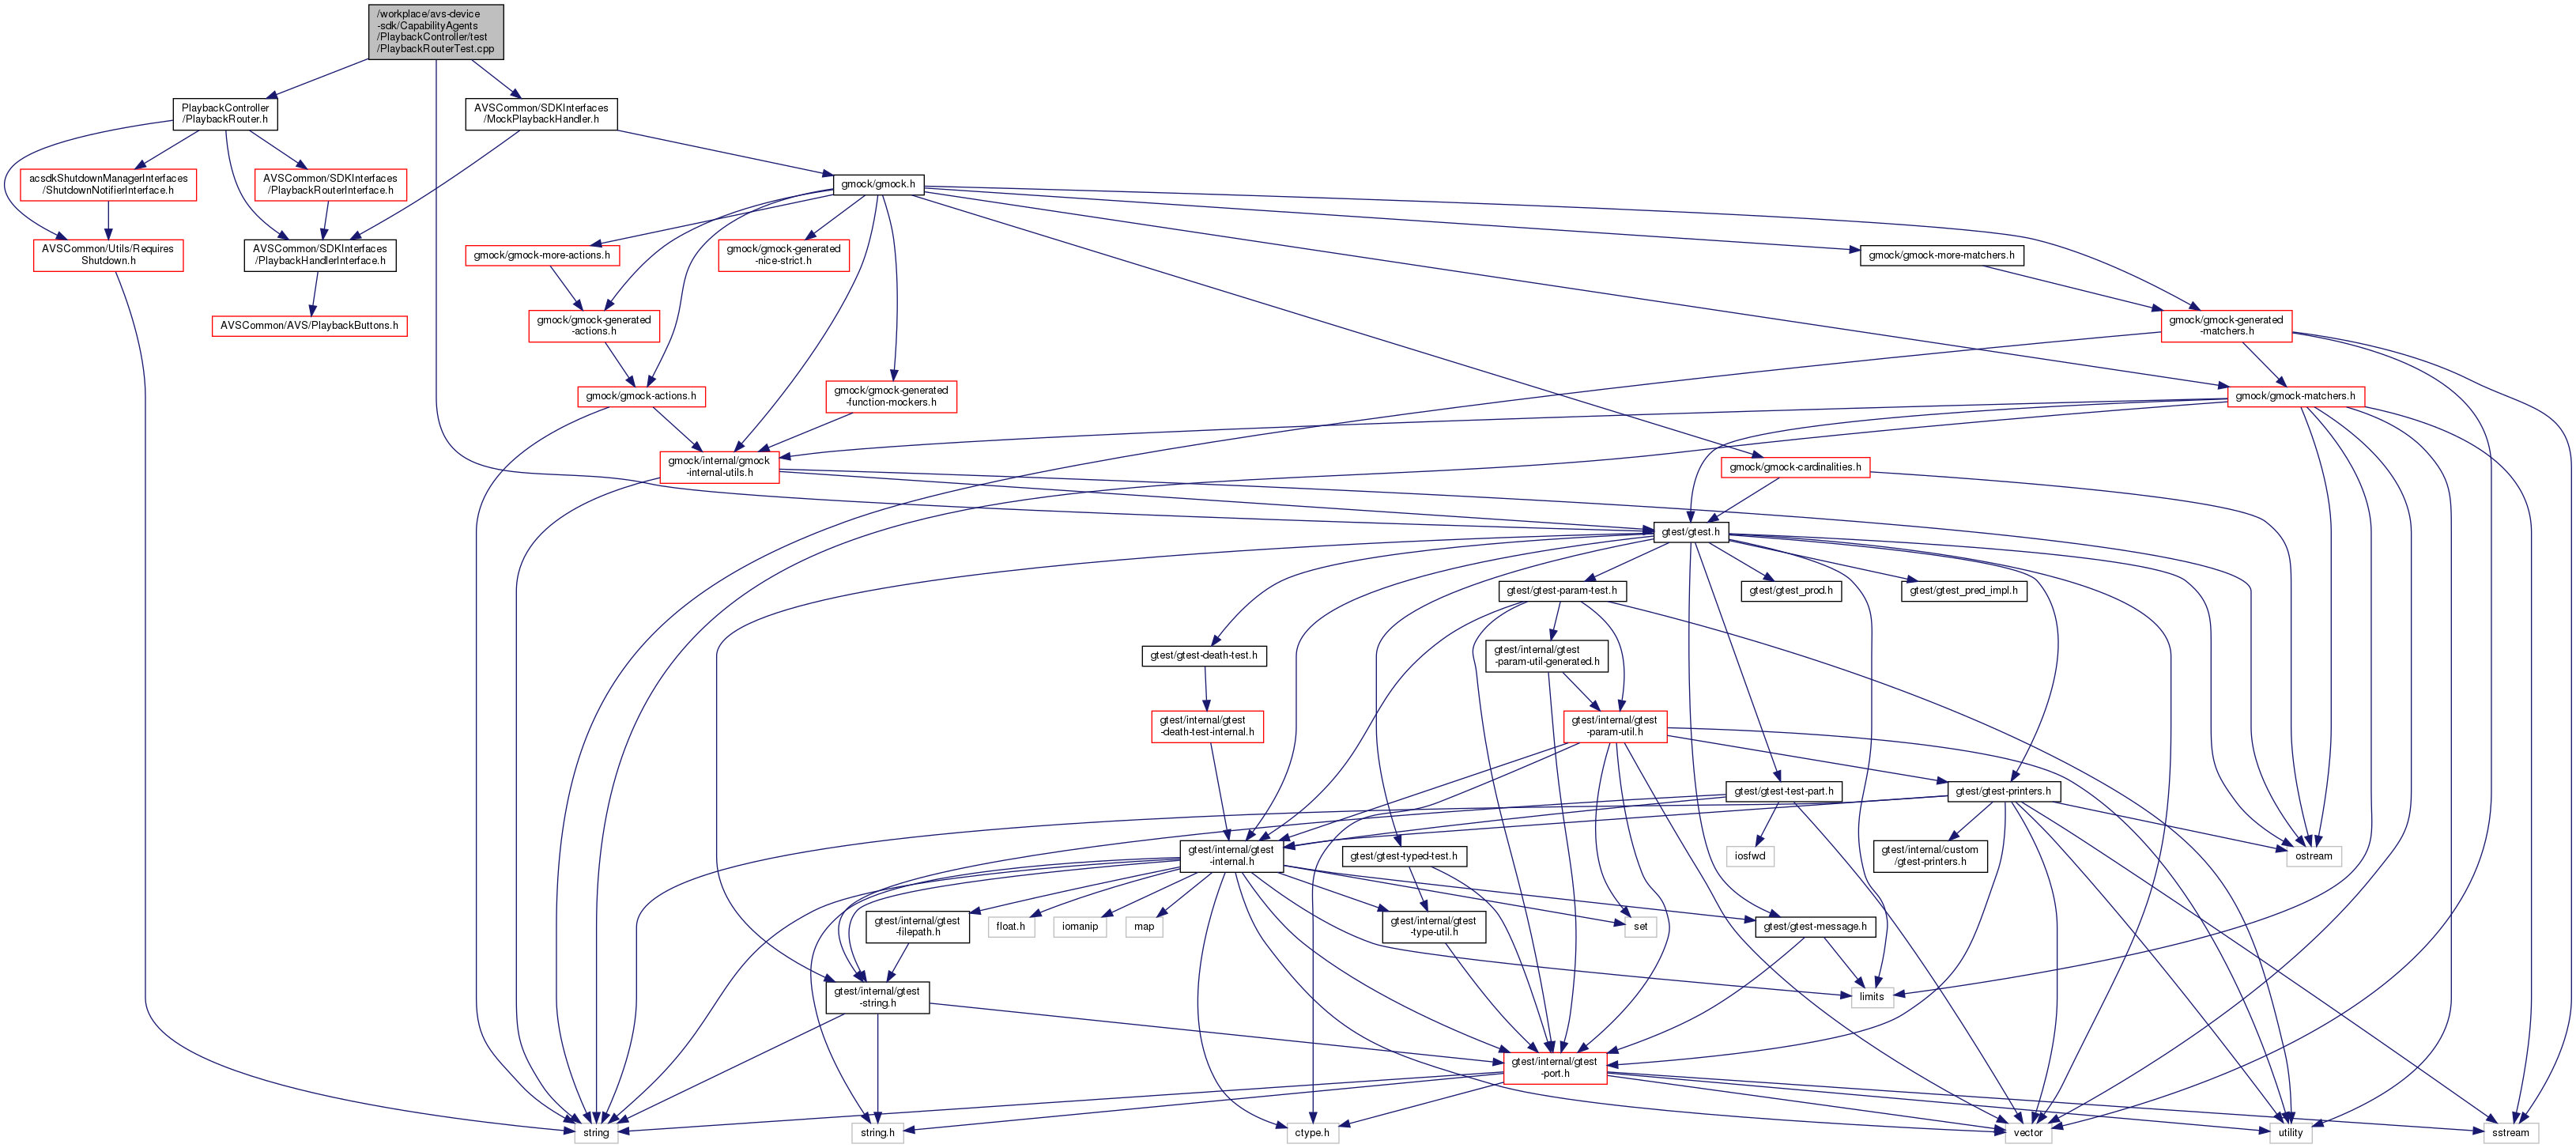 /workplace/avs-device
-sdk/CapabilityAgents
/PlaybackController/test
/PlaybackRouterTest.cpp
PlaybackController
/PlaybackRouter.h
AVSCommon/SDKInterfaces
/MockPlaybackHandler.h
acsdkShutdownManagerInterfaces
/ShutdownNotifierInterface.h
AVSCommon/SDKInterfaces
/PlaybackRouterInterface.h
gmock/gmock.h
AVSCommon/Utils/Requires
Shutdown.h
AVSCommon/SDKInterfaces
/PlaybackHandlerInterface.h
gmock/gmock-more-actions.h
gmock/gmock-generated
-nice-strict.h
gmock/gmock-more-matchers.h
AVSCommon/AVS/PlaybackButtons.h
gmock/gmock-generated
-actions.h
gmock/gmock-generated
-matchers.h
gmock/gmock-actions.h
gmock/gmock-generated
-function-mockers.h
gmock/gmock-matchers.h
gmock/internal/gmock
-internal-utils.h
gmock/gmock-cardinalities.h
gtest/gtest.h
gtest/gtest-param-test.h
gtest/gtest_prod.h
gtest/gtest_pred_impl.h
gtest/gtest-death-test.h
gtest/internal/gtest
-param-util-generated.h
gtest/internal/gtest
-death-test-internal.h
gtest/internal/gtest
-param-util.h
gtest/gtest-test-part.h
gtest/gtest-printers.h
gtest/internal/gtest
-internal.h
gtest/gtest-typed-test.h
iosfwd
gtest/internal/custom
/gtest-printers.h
ostream
gtest/internal/gtest
-filepath.h
float.h
iomanip
map
gtest/internal/gtest
-type-util.h
set
gtest/gtest-message.h
gtest/internal/gtest
-string.h
limits
gtest/internal/gtest
-port.h
string
string.h
ctype.h
vector
utility
sstream